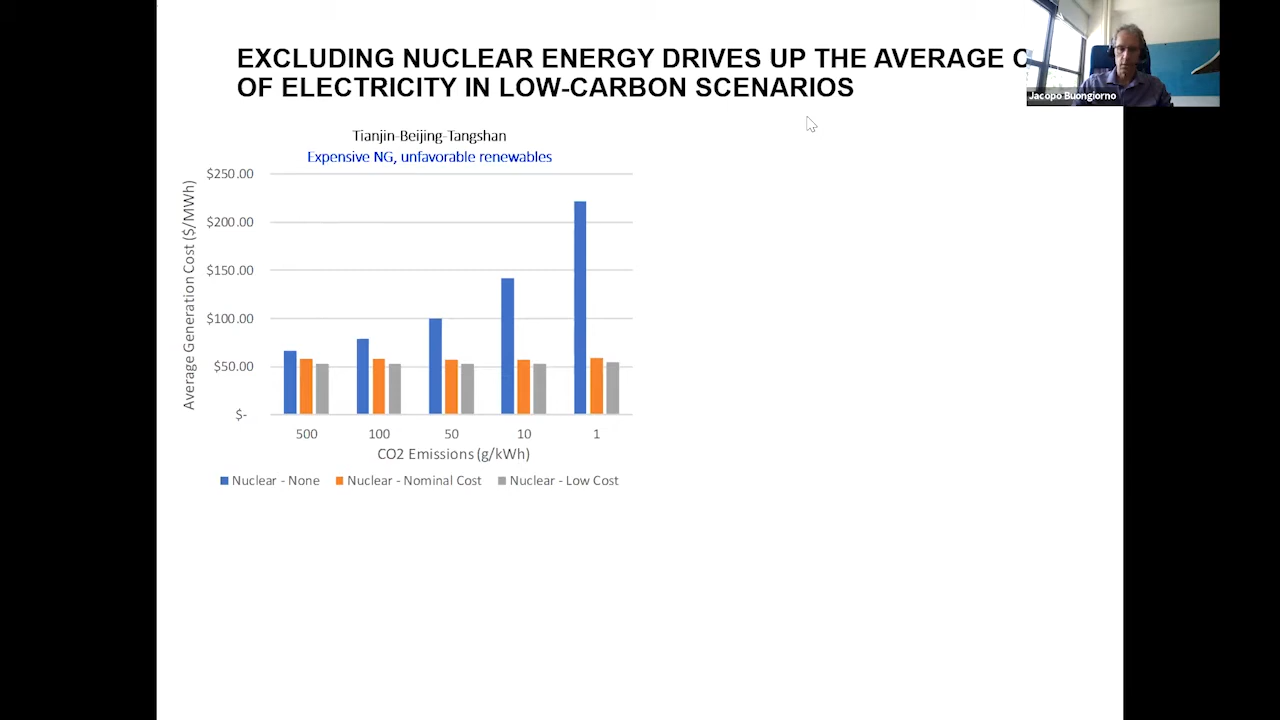 EXCLUDING NUCLEAR ENERGY DRIVES UP THE AVERAGE
OF ELECTRICITY IN LOW-CARBON SCENARIOS
Jacopo Buongiorno
Tianjin-Beijing-Tangshan
Expensive NG, unfavorable renewables
Average Generation Cost ($/MWh)
$250.00
$200.00
$150.00
$100.00
$50.00
$-
500 100 50 10 1
CO2 Emissions (g/kWh)
Nuclear - None Nuclear - Nominal Cost Nuclear - Low Cost